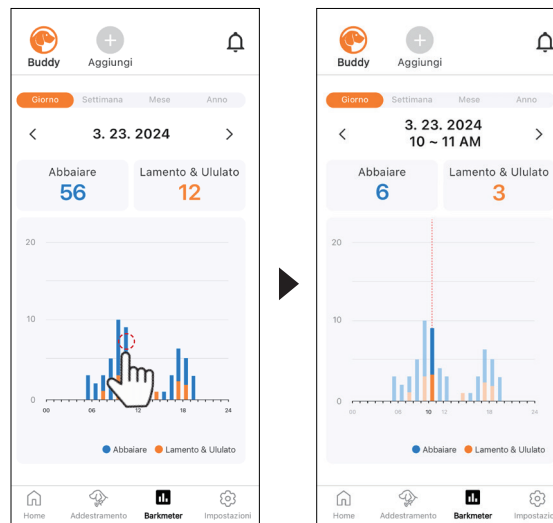 Buddy
Aggiungi
Giorno
Settimana
Mese
Anno
3. 23. 2024
Abbaiare
56
Lamento & Ululato
12
20
10
0
00
06
12
18
24
Abbaiare
Lamento & Ululato
Home
Addestramento
Barkmeter
Impostazioni
Buddy
Aggiungi
Giorno
Settimana
Mese
Anno
3. 23. 2024
10 ~ 11 AM
Abbaiare
6
Lamento & Ululato
3
20
10
0
00
06
10
12
18
24
Abbaiare
Lamento & Ulula
Home
Addestramento
Barkmeter
Impostazio